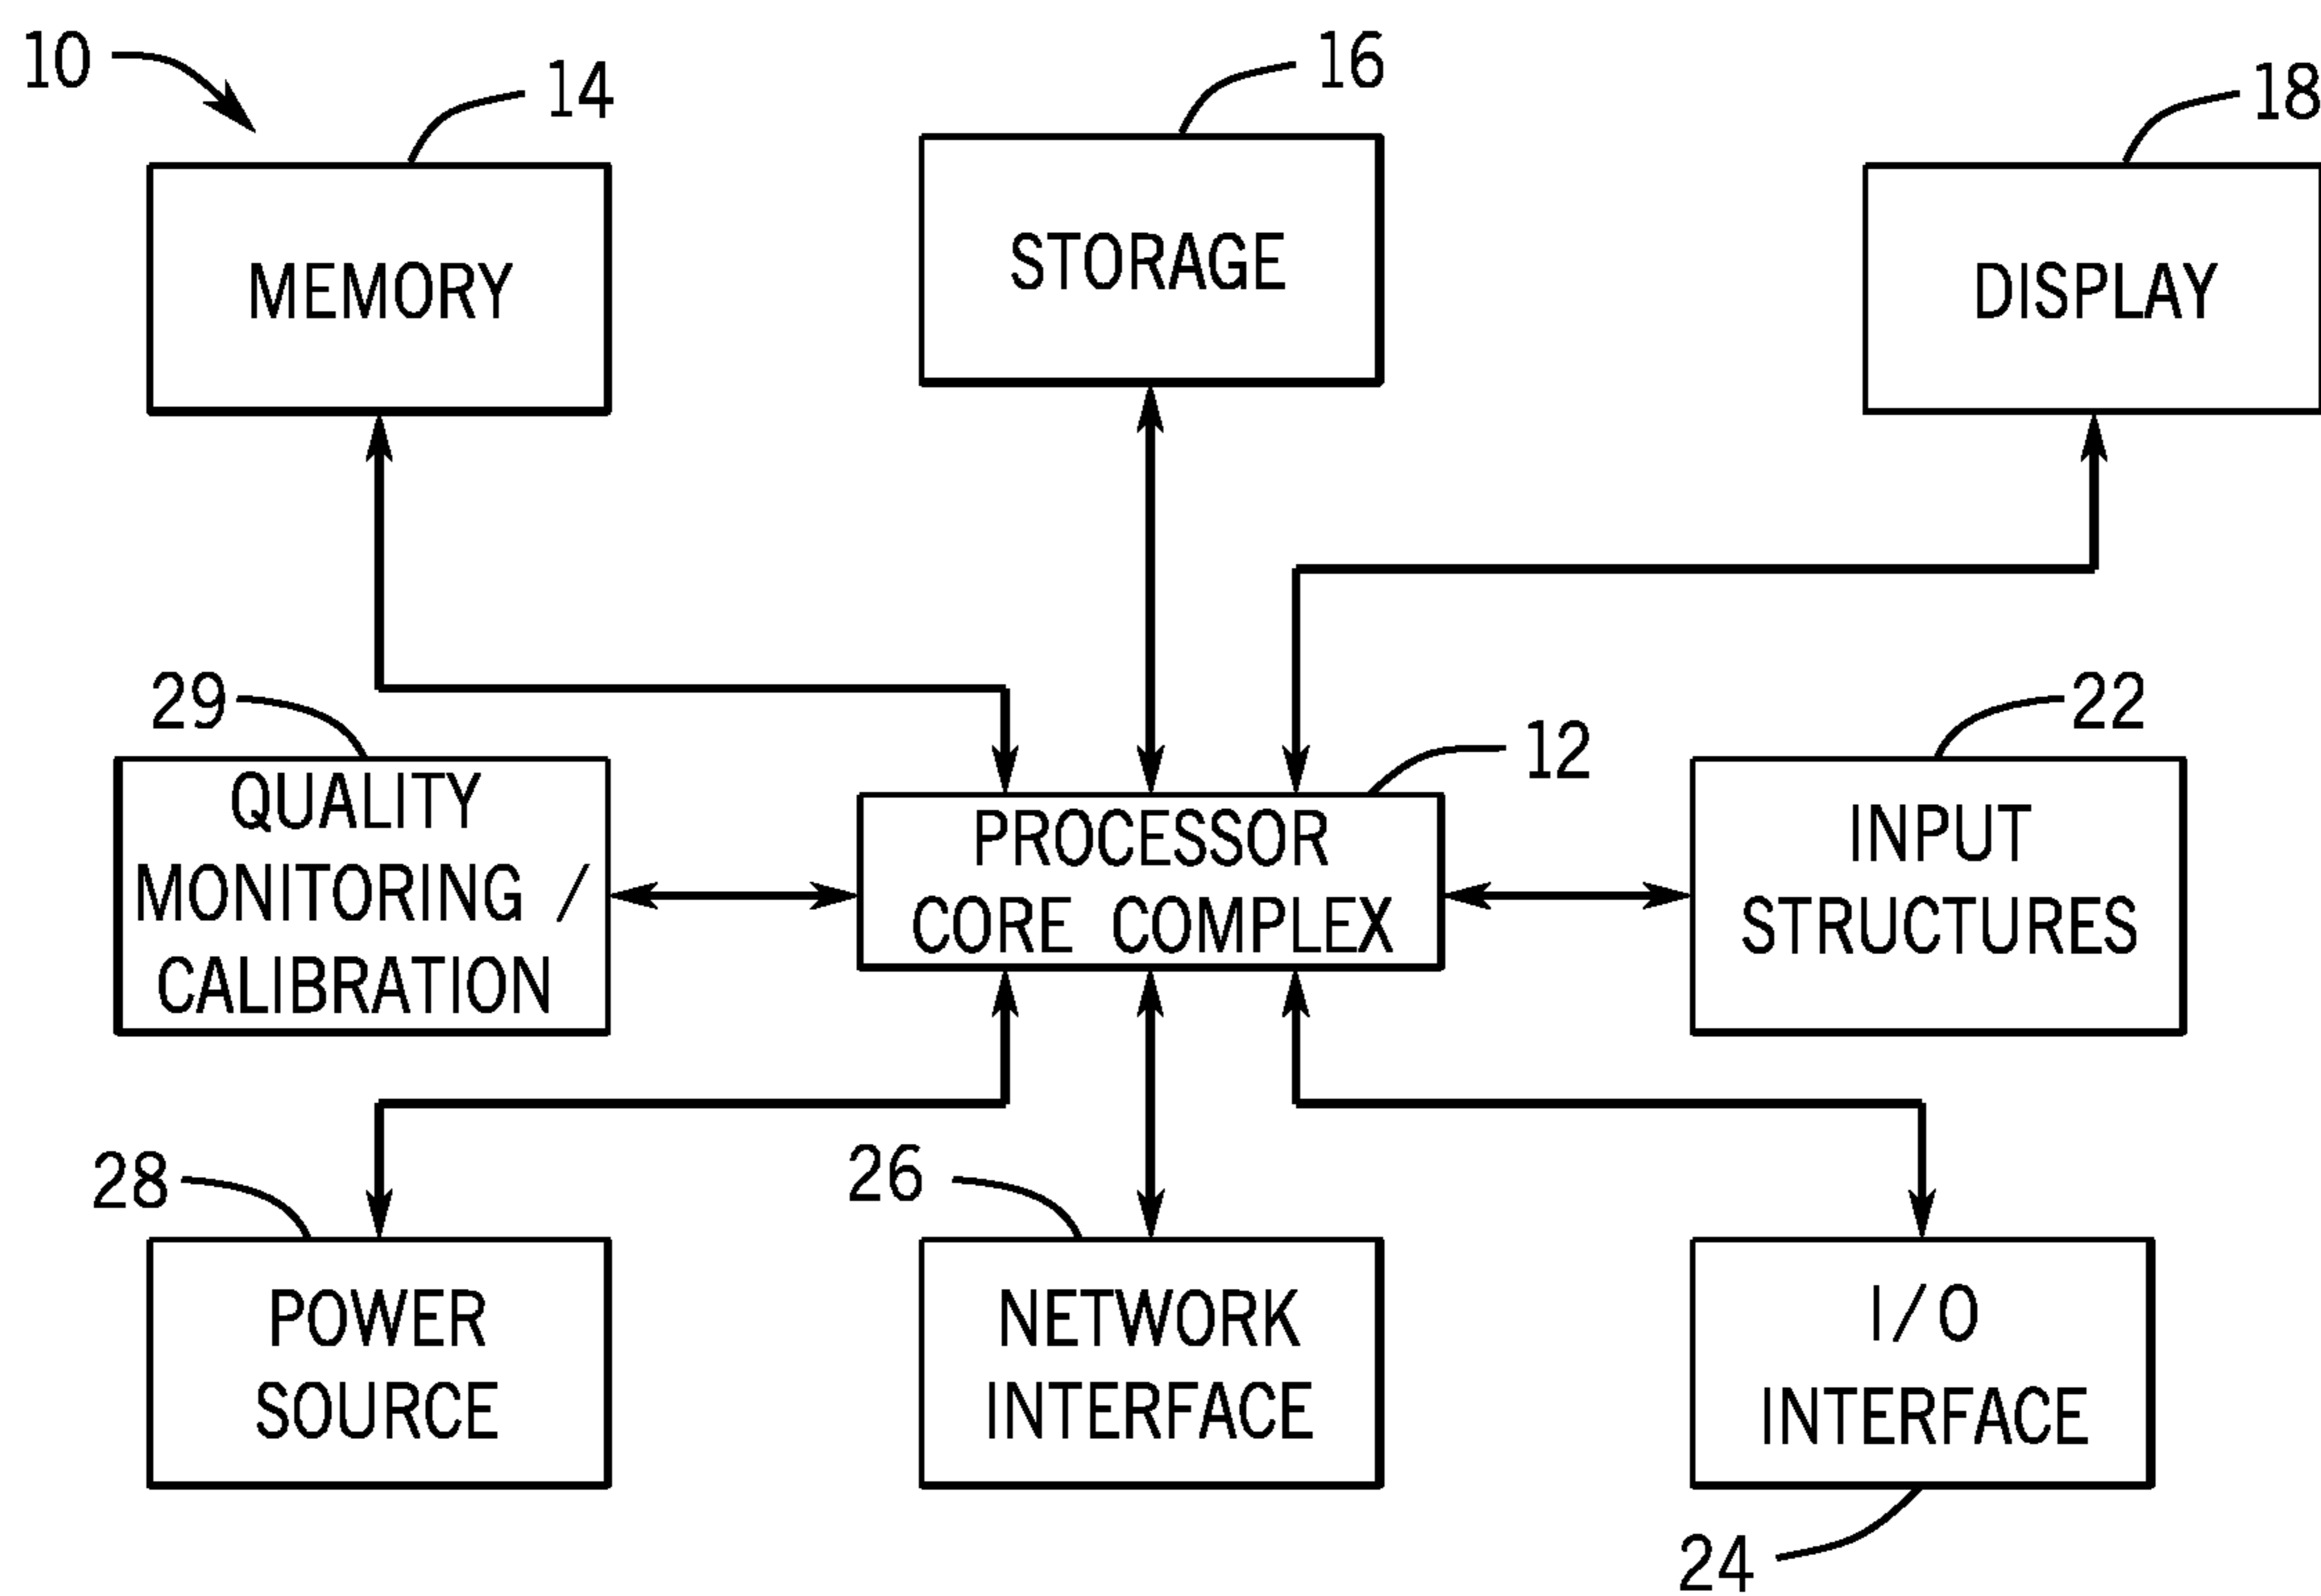 10
14
16
18
MEMORY
STORAGE
DISPLAY
29
22
12
QUALITY
MONITORING /
CALIBRATION
PROCESSOR
CORE COMPLEX
INPUT
STRUCTURES
28
26
POWER
SOURCE
NETWORK
INTERFACE
I/O
INTERFACE
24